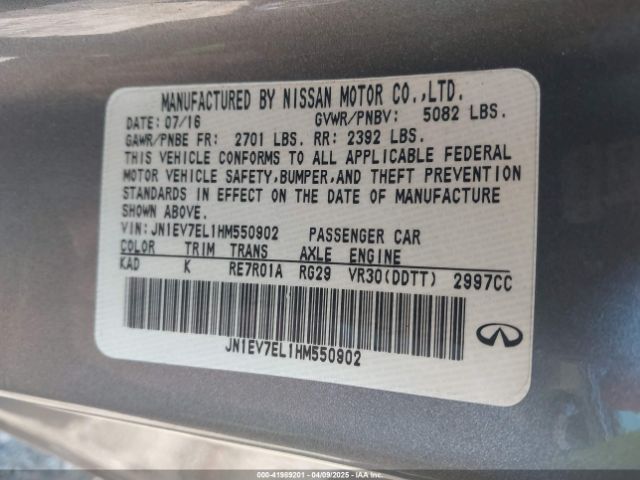 MANUFACTURED BY NISSAN MOTOR CO.,LTD.
DATE: 07/16 GVWR/PNBV: 5082 LBS.
GAWR/PNBE FR: 2701 LBS. RR: 2392 LBS.
THIS VEHICLE CONFORMS TO ALL APPLICABLE FEDERAL
MOTOR VEHICLE SAFETY,BUMPER,AND THEFT PREVENTION
STANDARDS IN EFFECT ON THE DATE OF MANUFACTURE
SHOWN ABOVE.
VIN: JN1EV7EL1HM550902 PASSENGER CAR
COLOR TRIM TRANS AXLE ENGINE
KAD K RE7R01A RG29 VR30(DDTT) 2997CC
JN1EV7EL1HM550902
000-41989201 - 04/09/2025 - IAA Inc.